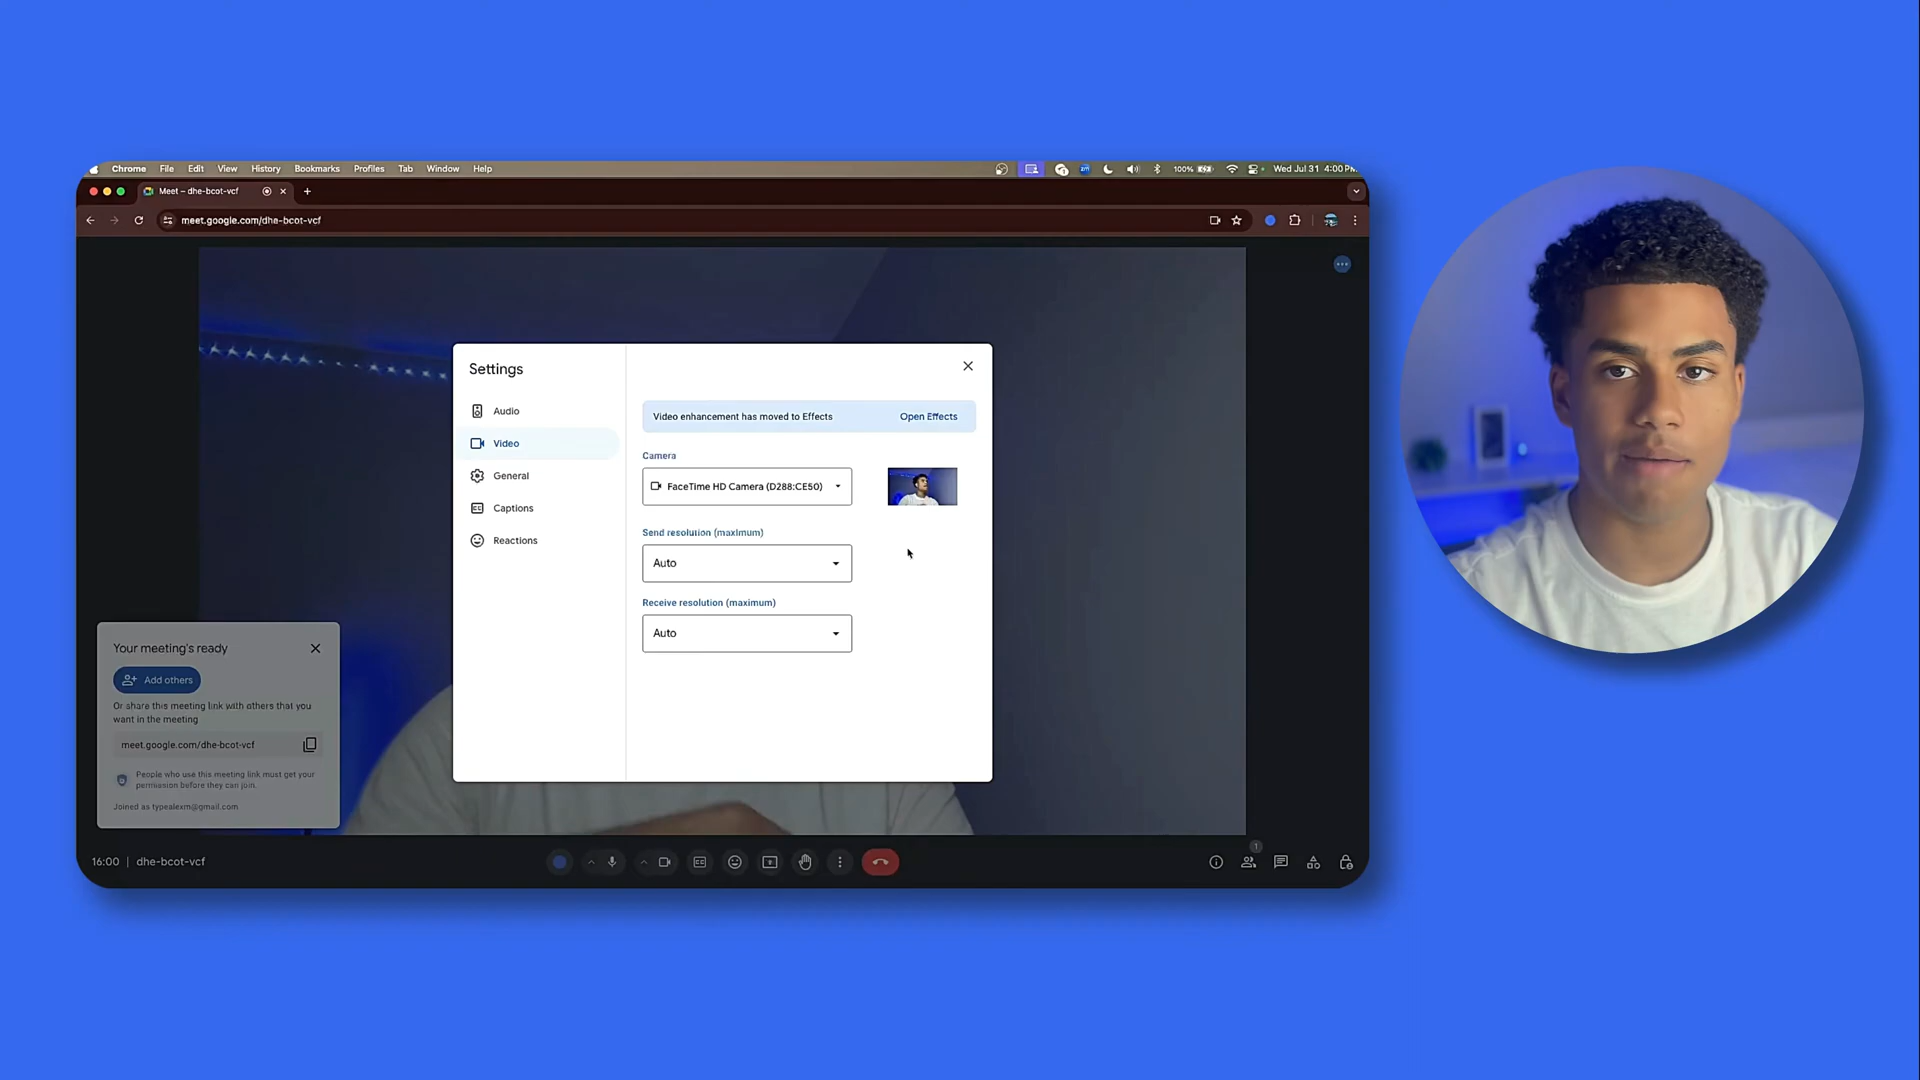 Chrome File Edit View History Bookmarks Profiles Tab Window Help
100% Wed Jul 31 4:00 PM
Meet – dhe-bcot-vcf
meet.google.com/dhe-bcot-vcf
Settings
Audio
Video
General
Captions
Reactions
Video enhancement has moved to Effects Open Effects
Camera
FaceTime HD Camera (D288:CE50)
Send resolution (maximum)
Auto
Receive resolution (maximum)
Auto
Your meeting's ready
Add others
Or share this meeting link with others that you
want in the meeting
meet.google.com/dhe-bcot-vcf
People who use this meeting link must get your
permission before they can join.
Joined as typealexm@gmail.com
16:00 | dhe-bcot-vcf
1